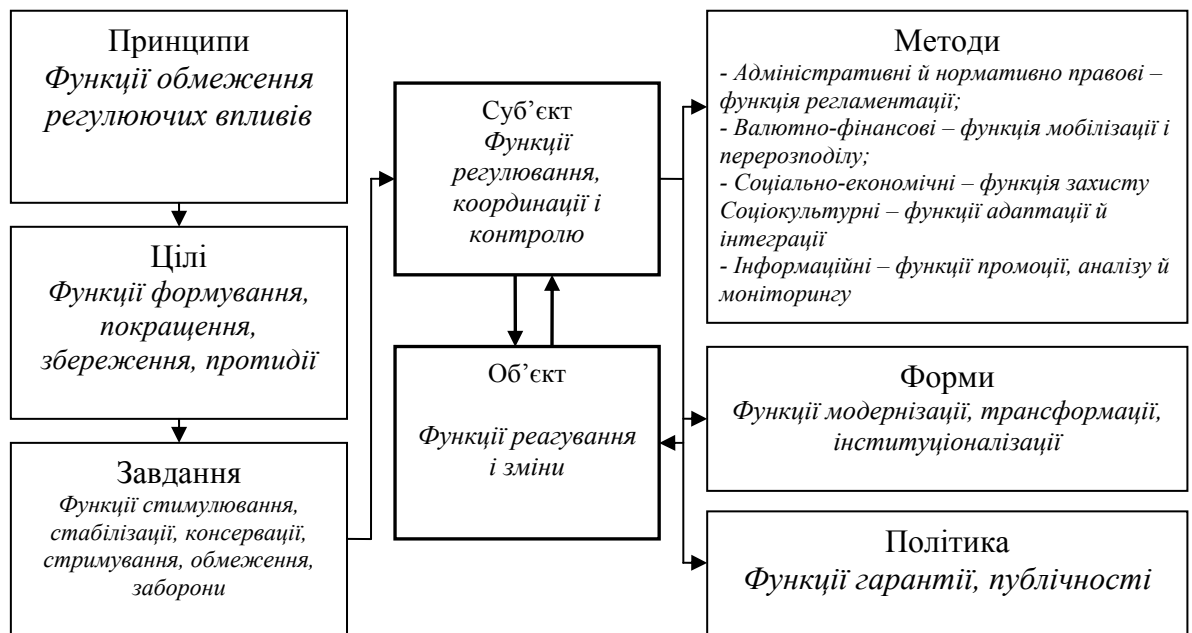 Принципи
Функції обмеження
регулюючих впливів
Цілі
Функції формування,
покращення,
збереження, протидії
Завдання
Функції стимулювання,
стабілізації, консервації,
стримування, обмеження,
заборони
Суб’єкт
Функції
регулювання,
координації і
контролю
Об’єкт
Функції реагування
і зміни
Методи
- Адміністративні й нормативно правові –
функція регламентації;
- Валютно-фінансові – функція мобілізації і
перерозподілу;
- Соціально-економічні – функція захисту
Соціокультурні – функції адаптації й
інтеграції
- Інформаційні – функції промоції, аналізу й
моніторингу
Форми
Функції модернізації, трансформації,
інституціоналізації
Політика
Функції гарантії, публічності